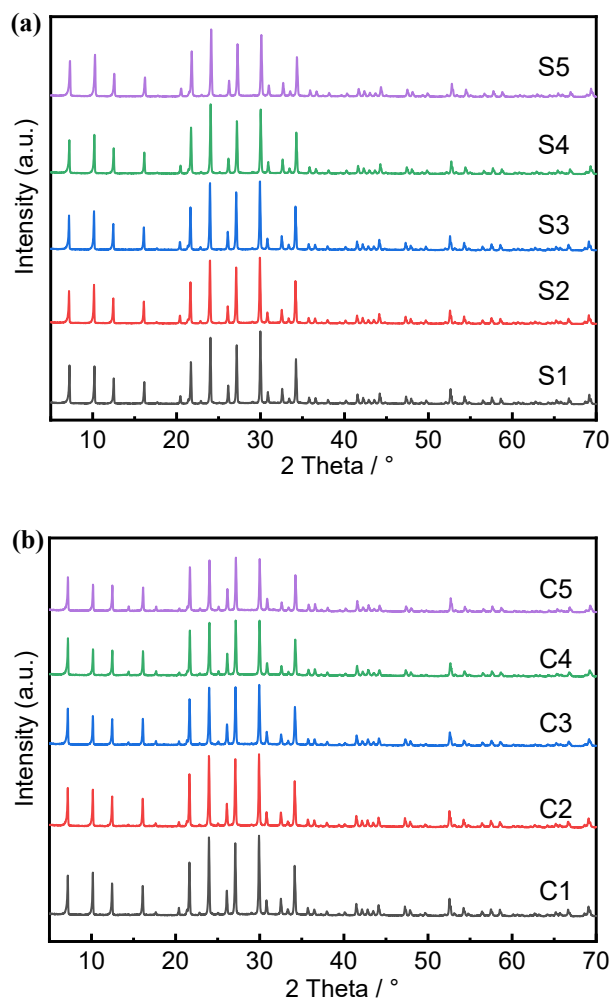 (a)
S5
S4
S3
S2
S1
Intensity (a.u.)
10 20 30 40 50 60 70
2 Theta / °
(b)
C5
C4
C3
C2
C1
Intensity (a.u.)
10 20 30 40 50 60 70
2 Theta / °